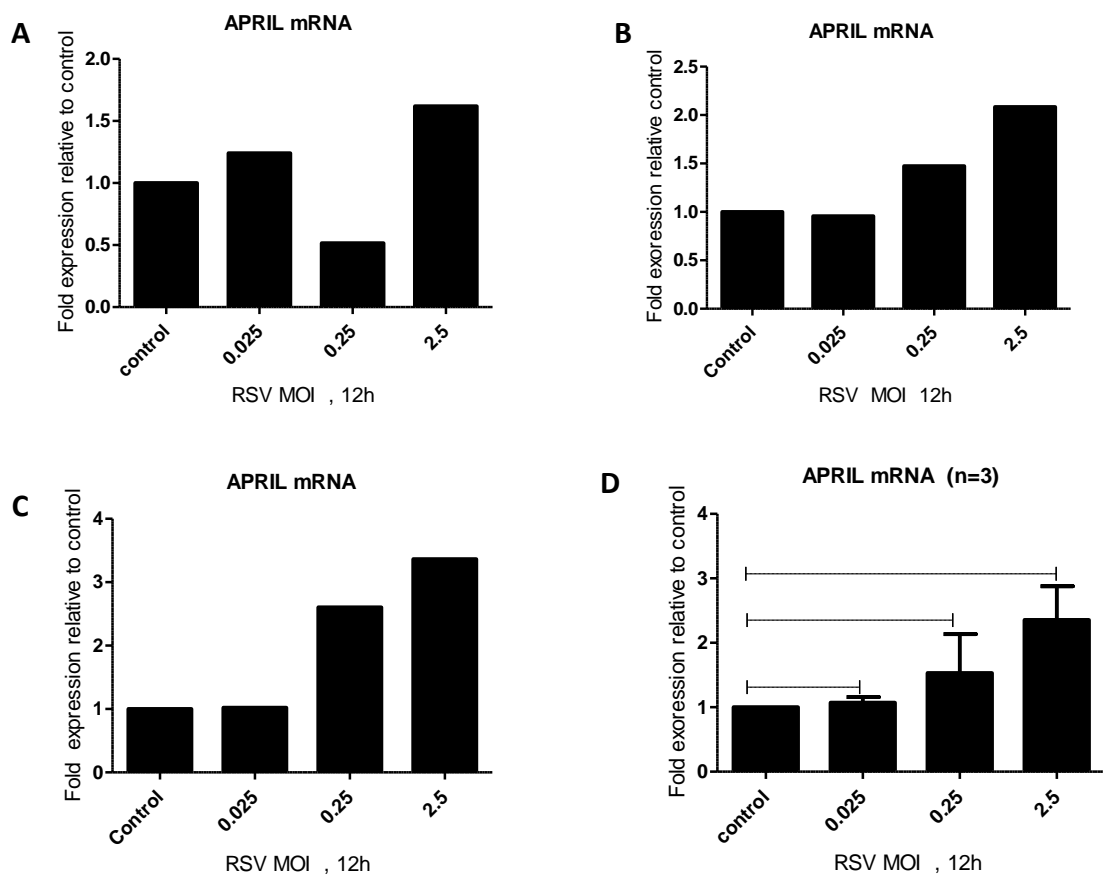 A
APRIL mRNA
Fold expression relative to control
2.0
1.5
1.0
0.5
0.0
control
0.025
0.25
2.5
RSV MOI , 12h
B
APRIL mRNA
Fold exoression relative control
2.5
2.0
1.5
1.0
0.5
0.0
Control
0.025
0.25
2.5
RSV MOI 12h
C
APRIL mRNA
Fold expression relative to control
4
3
2
1
0
Control
0.025
0.25
2.5
RSV MOI , 12h
D
APRIL mRNA (n=3)
Fold exoression relative to control
4
3
2
1
0
control
0.025
0.25
2.5
RSV MOI , 12h